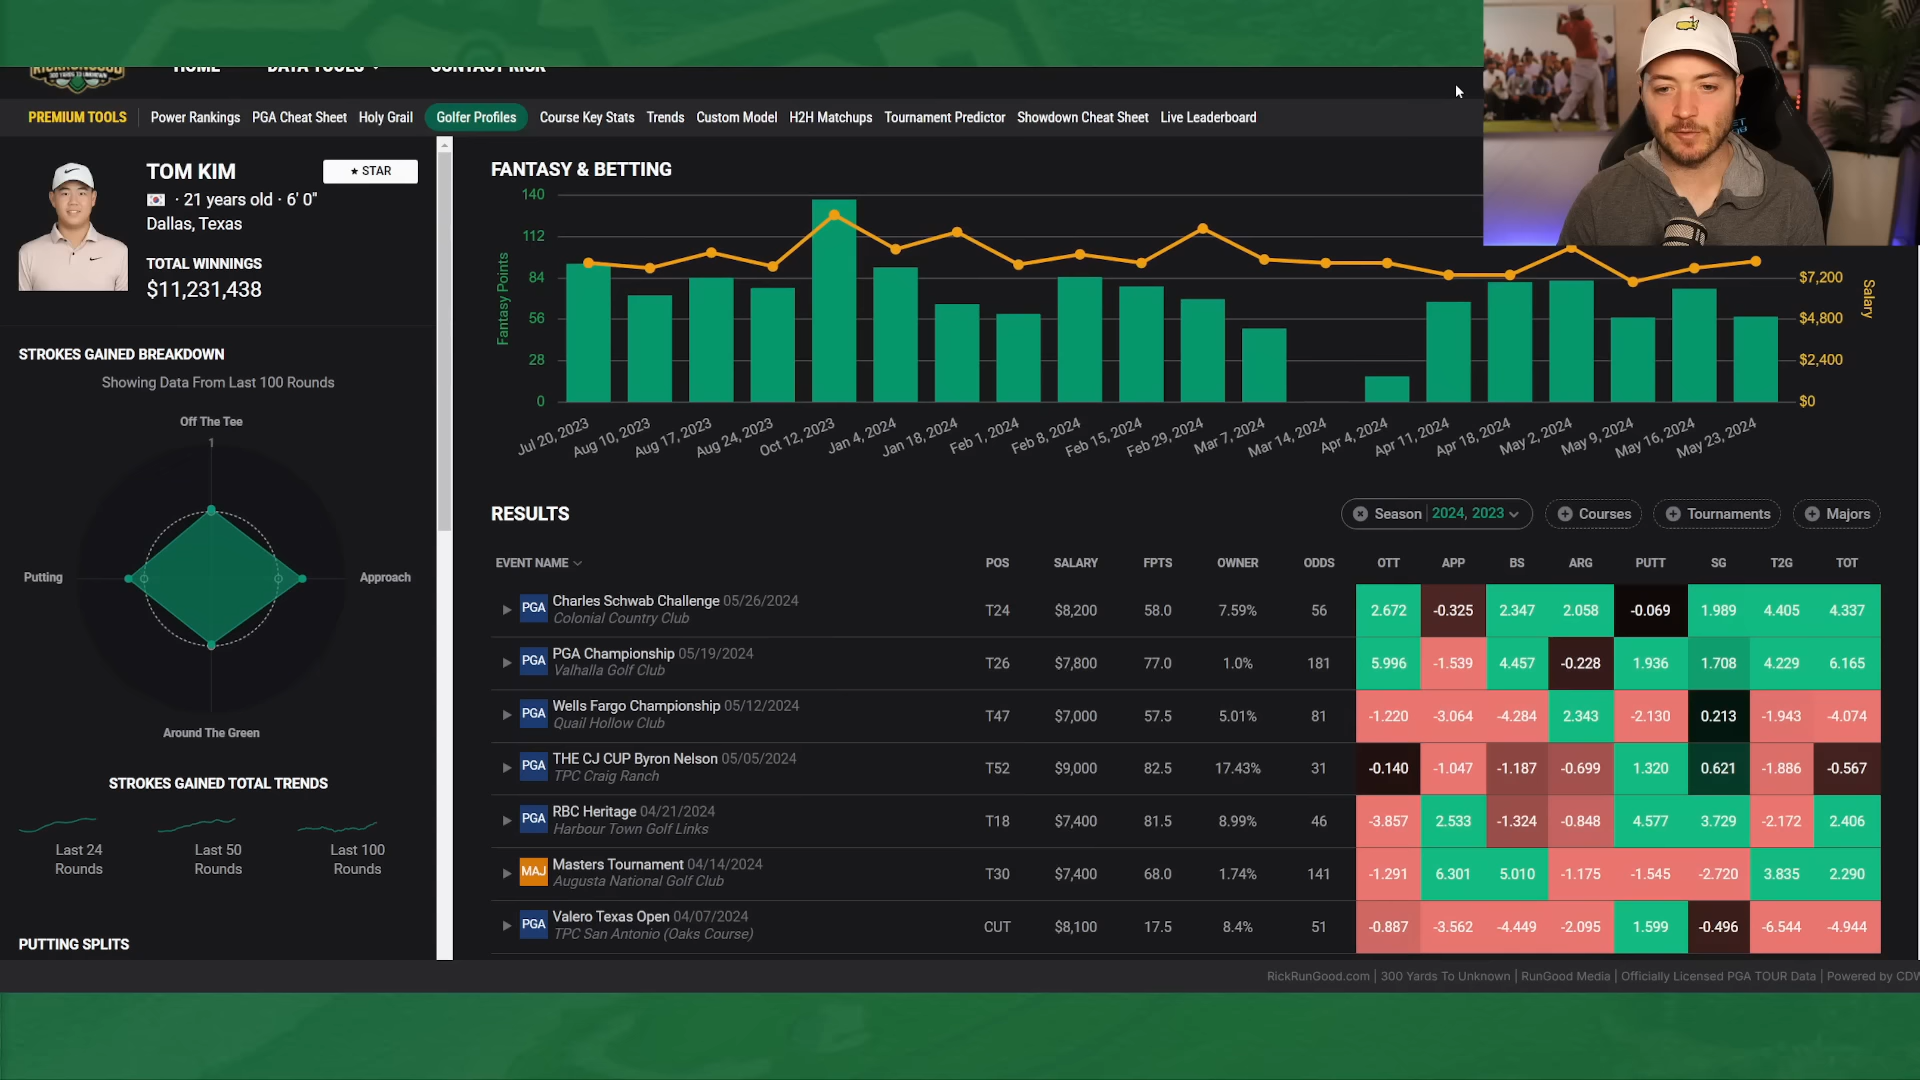 RICKRUNGOOD
300 YARDS TO UNKNOWN
HOME DATA TOOLS CONTACT RICK
PREMIUM TOOLS Power Rankings PGA Cheat Sheet Holy Grail Golfer Profiles Course Key Stats Trends Custom Model H2H Matchups Tournament Predictor Showdown Cheat Sheet Live Leaderboard
TOM KIM
★ STAR
· 21 years old · 6' 0"
Dallas, Texas
TOTAL WINNINGS
$11,231,438
STROKES GAINED BREAKDOWN
Showing Data From Last 100 Rounds
Off The Tee
1
Putting
Approach
Around The Green
STROKES GAINED TOTAL TRENDS
Last 24 Rounds
Last 50 Rounds
Last 100 Rounds
PUTTING SPLITS
FANTASY & BETTING
Fantasy Points
140
112
84
56
28
0
$7,200
$4,800
$2,400
$0
Salary
Jul 20, 2023 Aug 10, 2023 Aug 17, 2023 Aug 24, 2023 Oct 12, 2023 Jan 4, 2024 Jan 18, 2024 Feb 1, 2024 Feb 8, 2024 Feb 15, 2024 Feb 29, 2024 Mar 7, 2024 Mar 14, 2024 Apr 4, 2024 Apr 11, 2024 Apr 18, 2024 May 2, 2024 May 9, 2024 May 16, 2024 May 23, 2024
RESULTS
Season 2024, 2023 Courses Tournaments Majors
EVENT NAME POS SALARY FPTS OWNER ODDS OTT APP BS ARG PUTT SG T2G TOT
PGA Charles Schwab Challenge 05/26/2024 T24 $8,200 58.0 7.59% 56 2.672 -0.325 2.347 2.058 -0.069 1.989 4.405 4.337
Colonial Country Club
PGA PGA Championship 05/19/2024 T26 $7,800 77.0 1.0% 181 5.996 -1.539 4.457 -0.228 1.936 1.708 4.229 6.165
Valhalla Golf Club
PGA Wells Fargo Championship 05/12/2024 T47 $7,000 57.5 5.01% 81 -1.220 -3.064 -4.284 2.343 -2.130 0.213 -1.943 -4.074
Quail Hollow Club
PGA THE CJ CUP Byron Nelson 05/05/2024 T52 $9,000 82.5 17.43% 31 -0.140 -1.047 -1.187 -0.699 1.320 0.621 -1.886 -0.567
TPC Craig Ranch
PGA RBC Heritage 04/21/2024 T18 $7,400 81.5 8.99% 46 -3.857 2.533 -1.324 -0.848 4.577 3.729 -2.172 2.406
Harbour Town Golf Links
MAJ Masters Tournament 04/14/2024 T30 $7,400 68.0 1.74% 141 -1.291 6.301 5.010 -1.175 -1.545 -2.720 3.835 2.290
Augusta National Golf Club
PGA Valero Texas Open 04/07/2024 CUT $8,100 17.5 8.4% 51 -0.887 -3.562 -4.449 -2.095 1.599 -0.496 -6.544 -4.944
TPC San Antonio (Oaks Course)
RickRunGood.com | 300 Yards To Unknown | RunGood Media | Officially Licensed PGA TOUR Data | Powered by CDW